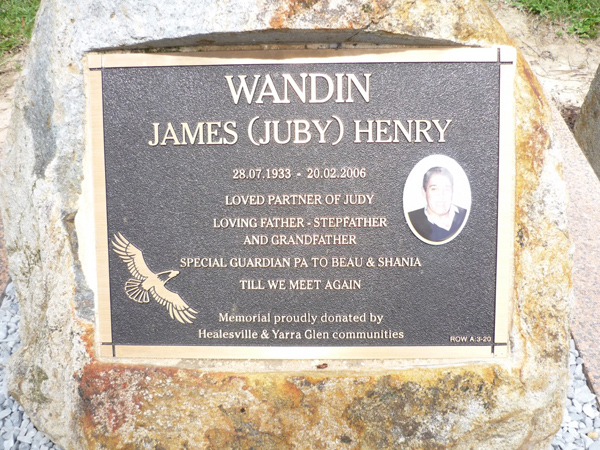 WANDIN
JAMES (JUBY) HENRY
28.07.1933 - 20.02.2006
LOVED PARTNER OF JUDY
LOVING FATHER - STEPFATHER
AND GRANDFATHER
SPECIAL GUARDIAN PA TO BEAU & SHANIA
TILL WE MEET AGAIN
Memorial proudly donated by
Healesville & Yarra Glen communities
ROW A:3-20